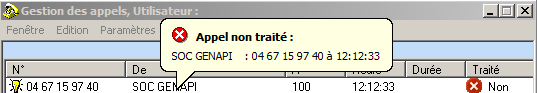 Gestion des appels, Utilisateur :
Fenêtre Edition Paramètres
Appel non traité :
SOC GENAPI : 04 67 15 97 40 à 12:12:33
N° De Durée Traité
04 67 15 97 40 SOC GENAPI 100 12:12:33 Non